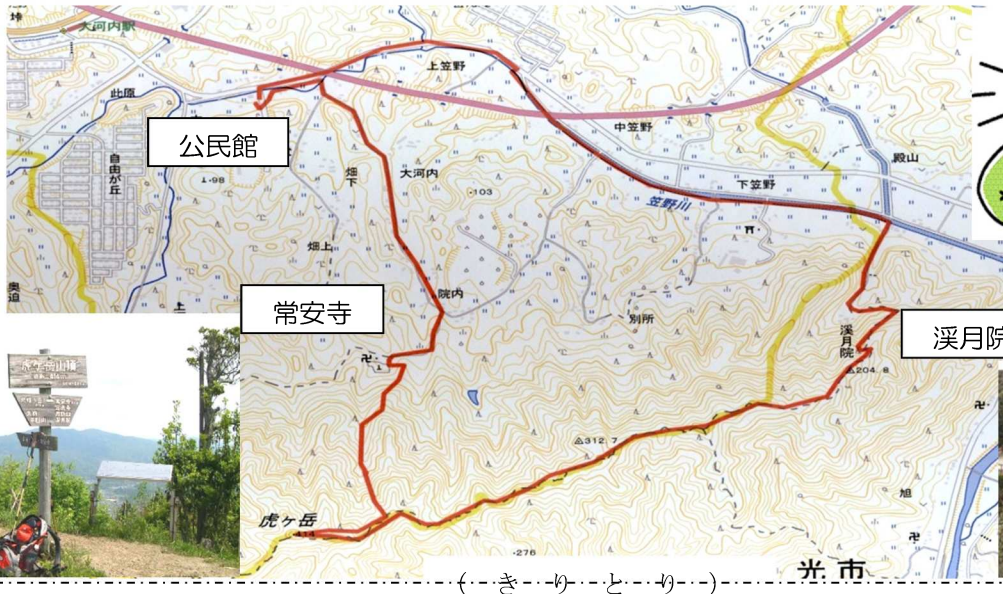 大河内駅
峠
此原
上笠野
公民館
自由が丘
・98
畑下
大河内
・103
中笠野
下笠野
殿山
笠野川
畑上
奥迫
常安寺
院内
別所
渓月院
渓月院
204.8
312.7
虎ヶ岳
414
・276
旭
光市
(きりとり)